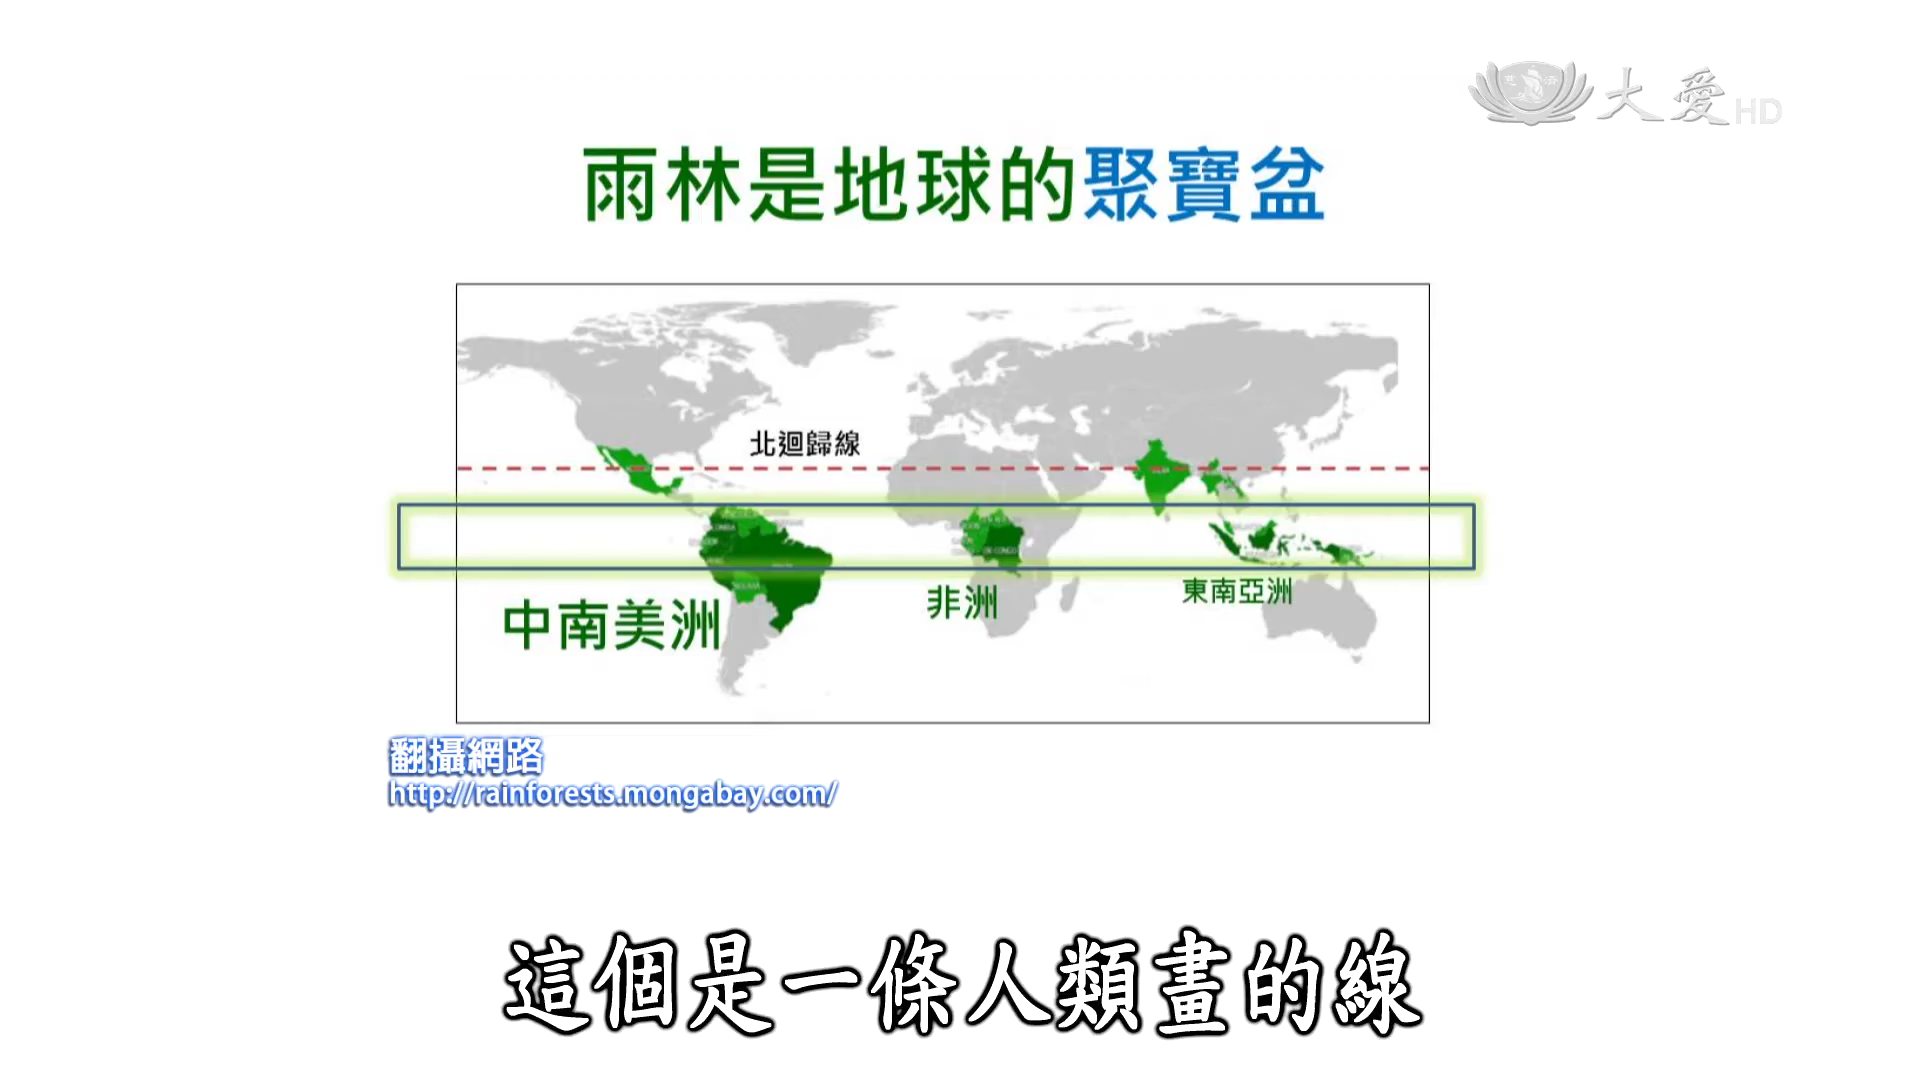 大愛HD
雨林是地球的聚寶盆
北迴歸線
中南美洲
非洲
東南亞洲
翻攝網路
http://rainforests.mongabay.com/
這個是一條人類畫的線